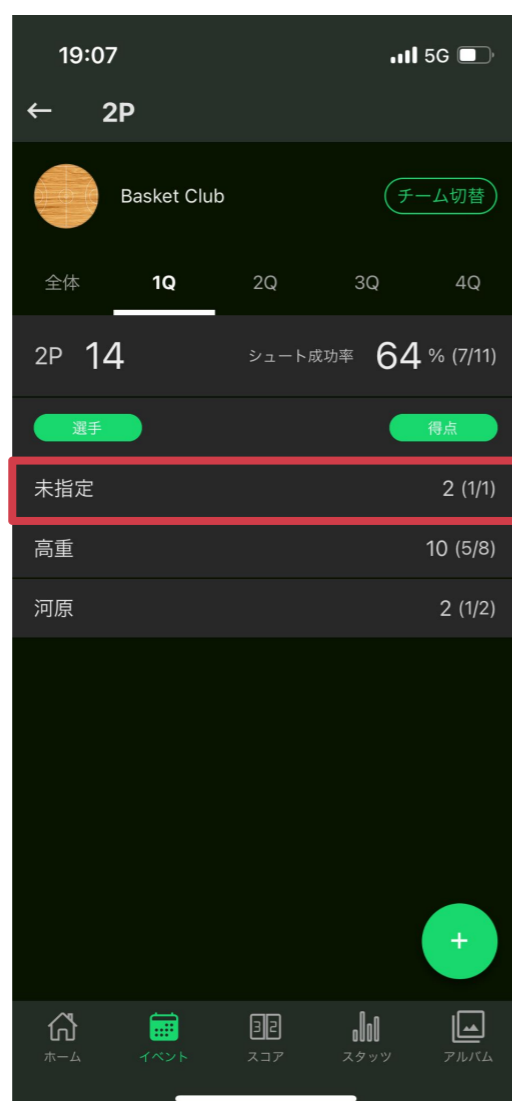 19:07 5G
← 2P
Basket Club チーム切替
全体 1Q 2Q 3Q 4Q
2P 14 シュート成功率 64 % (7/11)
選手 得点
未指定 2 (1/1)
高重 10 (5/8)
河原 2 (1/2)
+
ホーム イベント スコア スタッツ アルバム